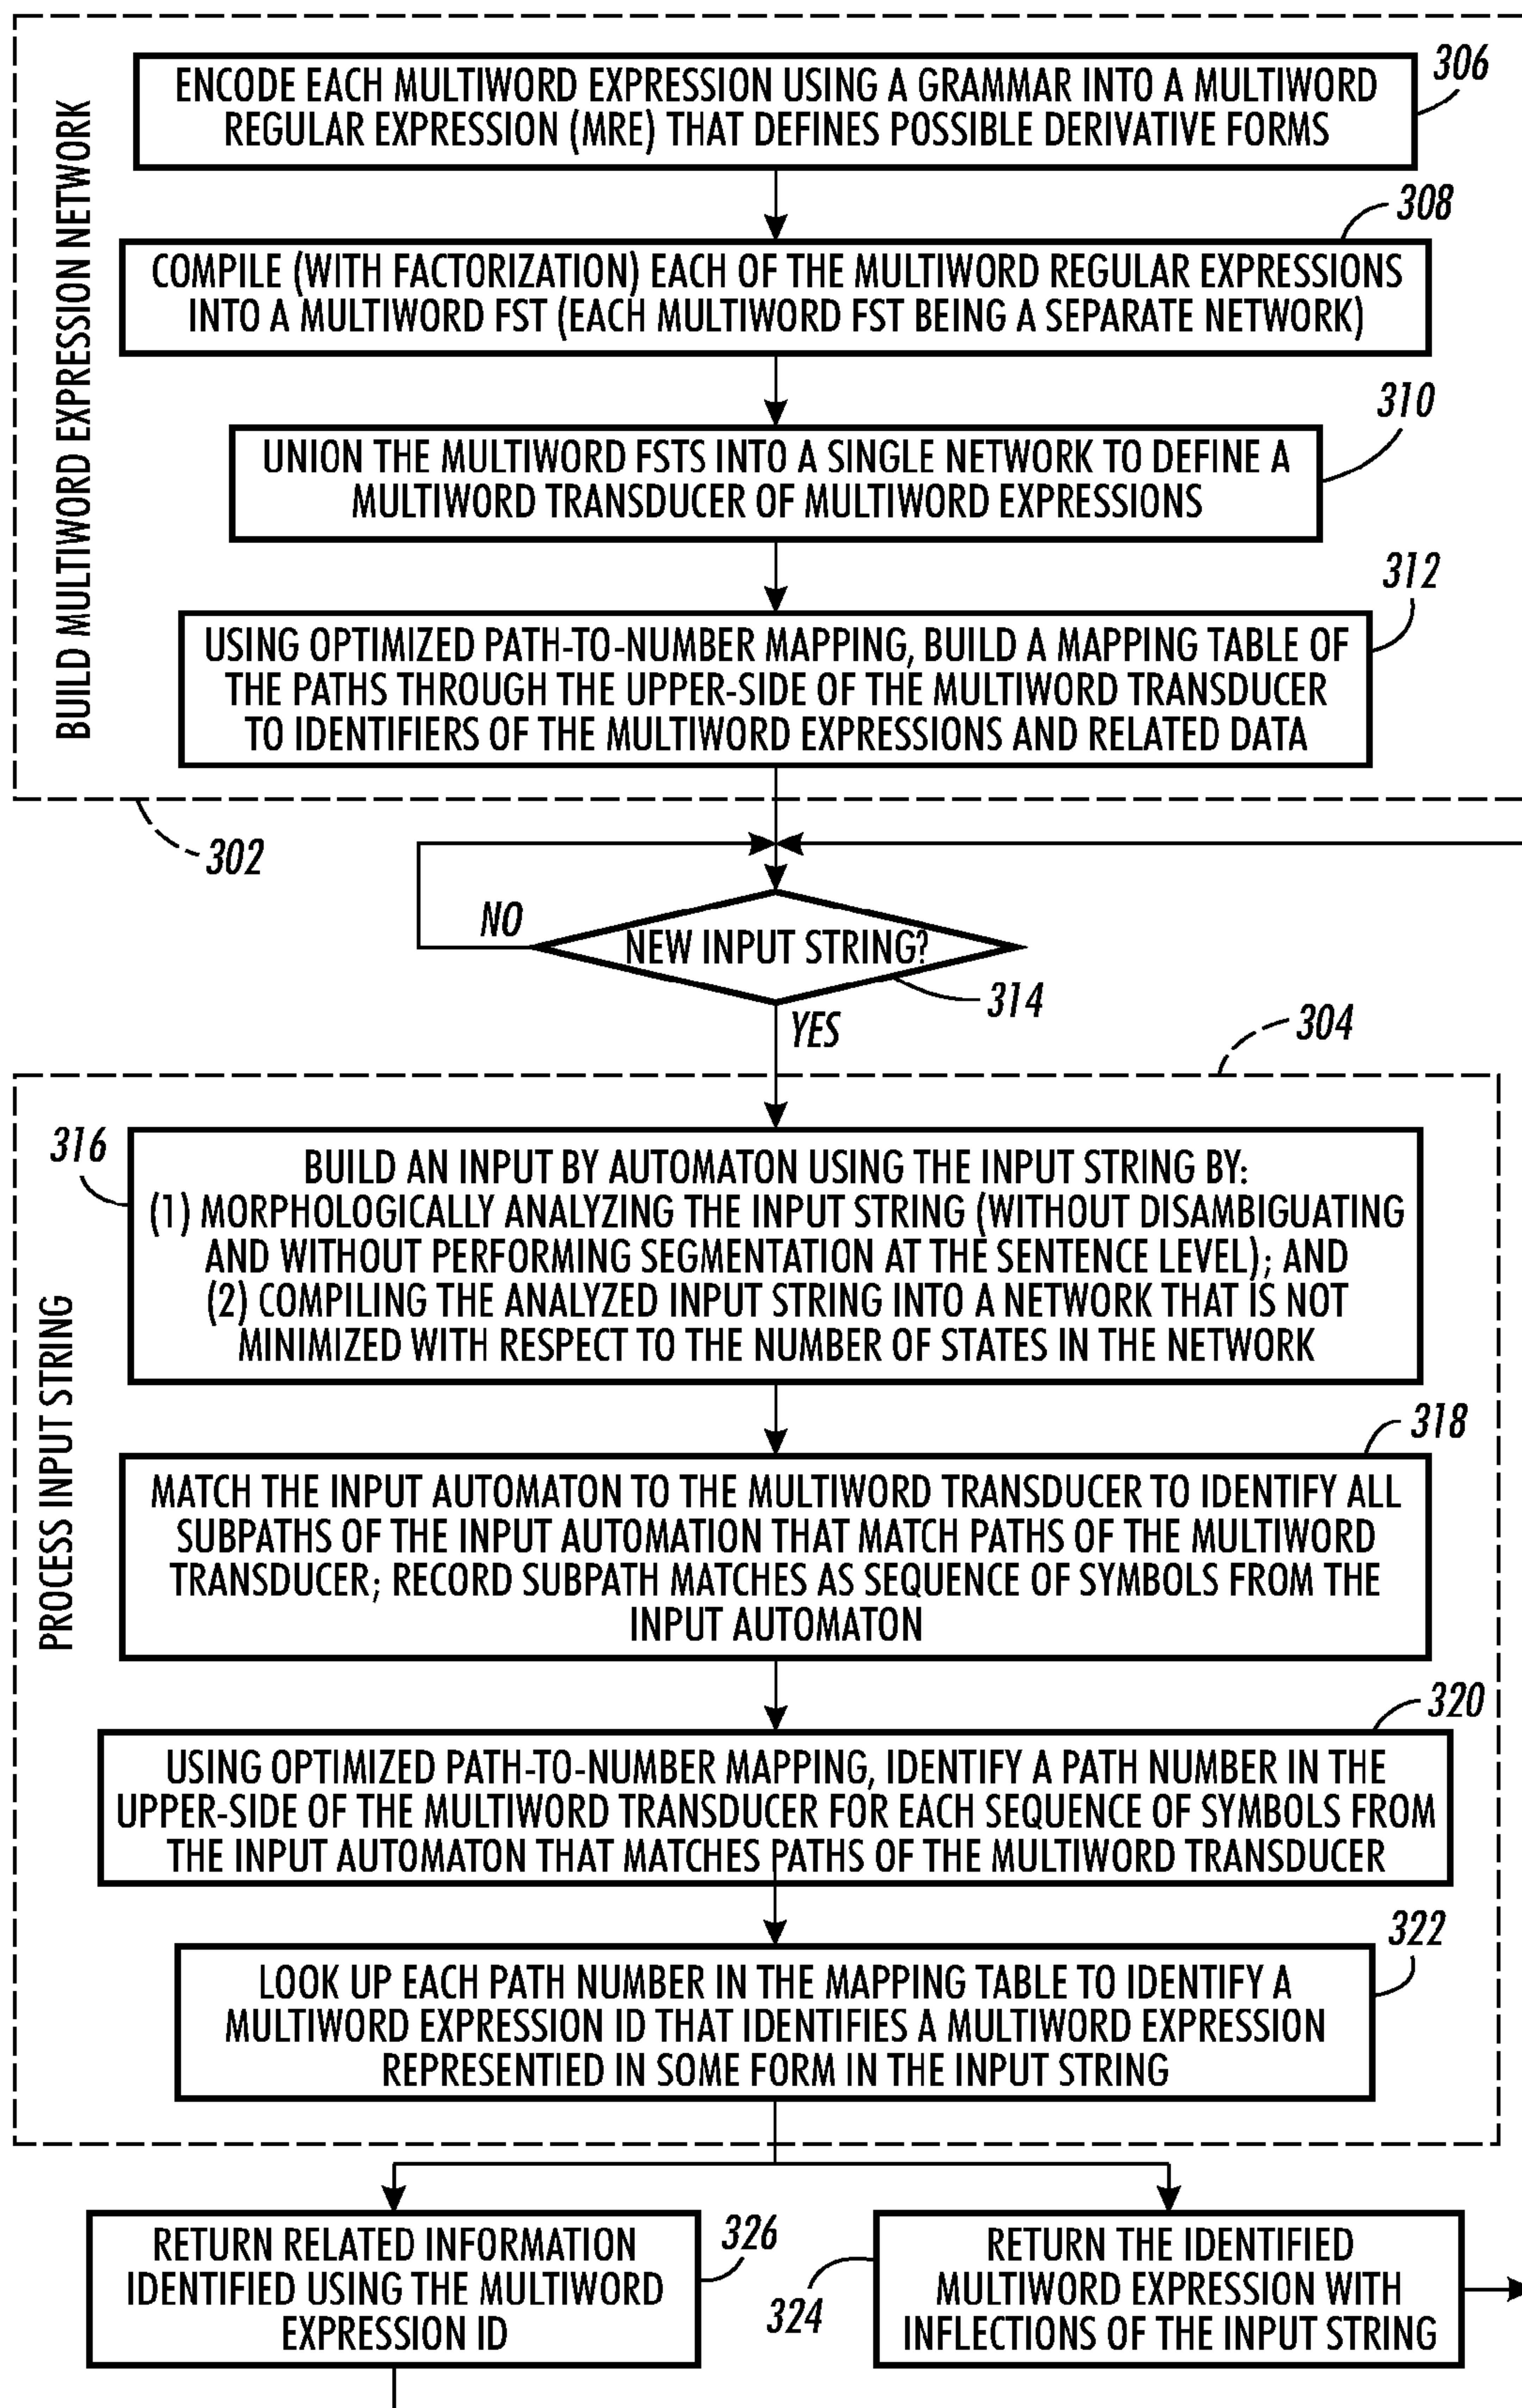 BUILD MULTIWORD EXPRESSION NETWORK
306
ENCODE EACH MULTIWORD EXPRESSION USING A GRAMMAR INTO A MULTIWORD
REGULAR EXPRESSION (MRE) THAT DEFINES POSSIBLE DERIVATIVE FORMS
308
COMPILE (WITH FACTORIZATION) EACH OF THE MULTIWORD REGULAR EXPRESSIONS
INTO A MULTIWORD FST (EACH MULTIWORD FST BEING A SEPARATE NETWORK)
310
UNION THE MULTIWORD FSTS INTO A SINGLE NETWORK TO DEFINE A
MULTIWORD TRANSDUCER OF MULTIWORD EXPRESSIONS
312
USING OPTIMIZED PATH-TO-NUMBER MAPPING, BUILD A MAPPING TABLE OF
THE PATHS THROUGH THE UPPER-SIDE OF THE MULTIWORD TRANSDUCER
TO IDENTIFIERS OF THE MULTIWORD EXPRESSIONS AND RELATED DATA
302
NO
NEW INPUT STRING?
314
YES
304
PROCESS INPUT STRING
316
BUILD AN INPUT BY AUTOMATON USING THE INPUT STRING BY:
(1) MORPHOLOGICALLY ANALYZING THE INPUT STRING (WITHOUT DISAMBIGUATING
AND WITHOUT PERFORMING SEGMENTATION AT THE SENTENCE LEVEL); AND
(2) COMPILING THE ANALYZED INPUT STRING INTO A NETWORK THAT IS NOT
MINIMIZED WITH RESPECT TO THE NUMBER OF STATES IN THE NETWORK
318
MATCH THE INPUT AUTOMATON TO THE MULTIWORD TRANSDUCER TO IDENTIFY ALL
SUBPATHS OF THE INPUT AUTOMATION THAT MATCH PATHS OF THE MULTIWORD
TRANSDUCER; RECORD SUBPATH MATCHES AS SEQUENCE OF SYMBOLS FROM THE
INPUT AUTOMATON
320
USING OPTIMIZED PATH-TO-NUMBER MAPPING, IDENTIFY A PATH NUMBER IN THE
UPPER-SIDE OF THE MULTIWORD TRANSDUCER FOR EACH SEQUENCE OF SYMBOLS FROM
THE INPUT AUTOMATON THAT MATCHES PATHS OF THE MULTIWORD TRANSDUCER
322
LOOK UP EACH PATH NUMBER IN THE MAPPING TABLE TO IDENTIFY A
MULTIWORD EXPRESSION ID THAT IDENTIFIES A MULTIWORD EXPRESSION
REPRESENTIED IN SOME FORM IN THE INPUT STRING
RETURN RELATED INFORMATION
IDENTIFIED USING THE MULTIWORD
EXPRESSION ID
326
324
RETURN THE IDENTIFIED
MULTIWORD EXPRESSION WITH
INFLECTIONS OF THE INPUT STRING